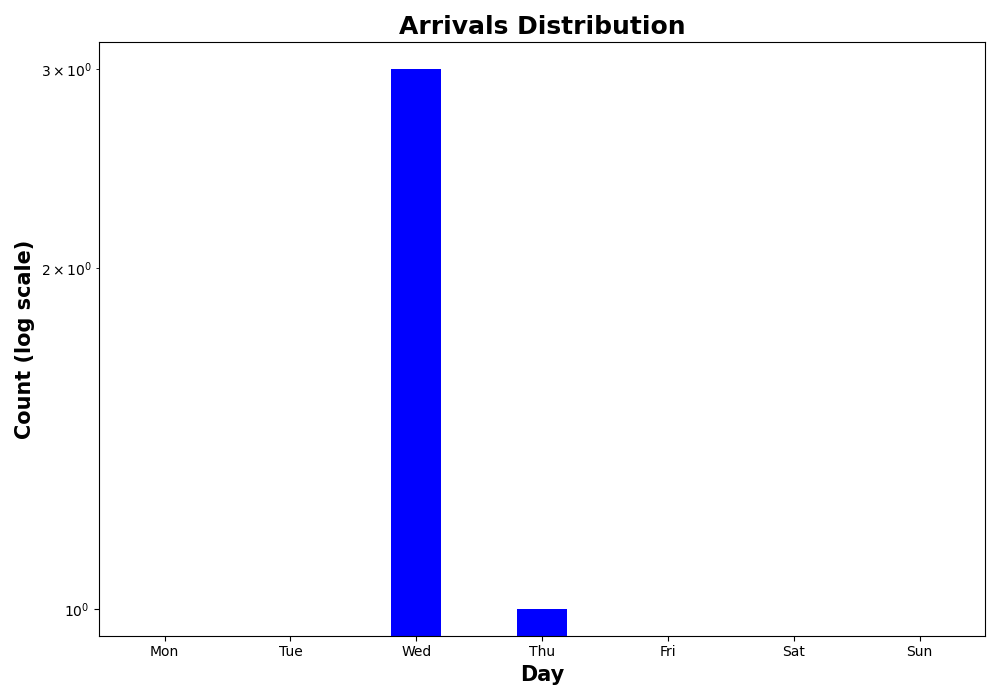 Arrivals Distribution
3 × 10⁰
2 × 10⁰
10⁰
Count (log scale)
Mon Tue Wed Thu Fri Sat Sun
Day